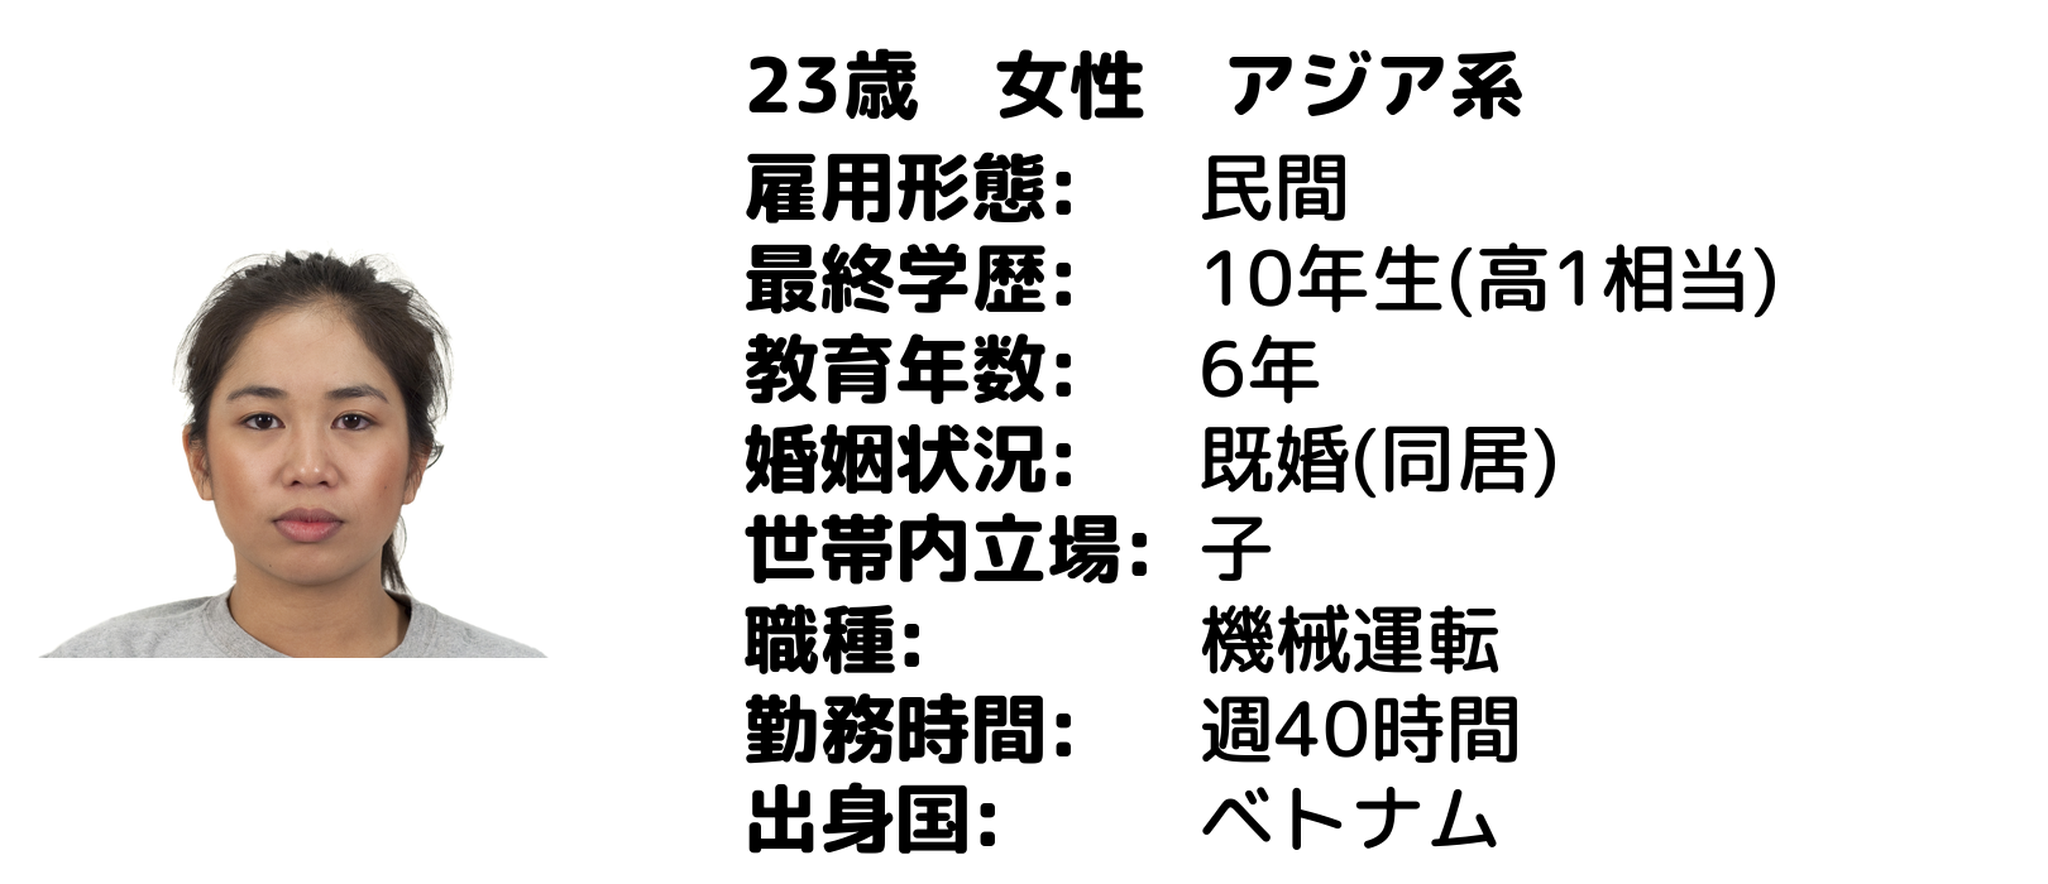 23歳　女性　アジア系
雇用形態: 民間
最終学歴: 10年生(高1相当)
教育年数: 6年
婚姻状況: 既婚(同居)
世帯内立場: 子
職種: 機械運転
勤務時間: 週40時間
出身国: ベトナム